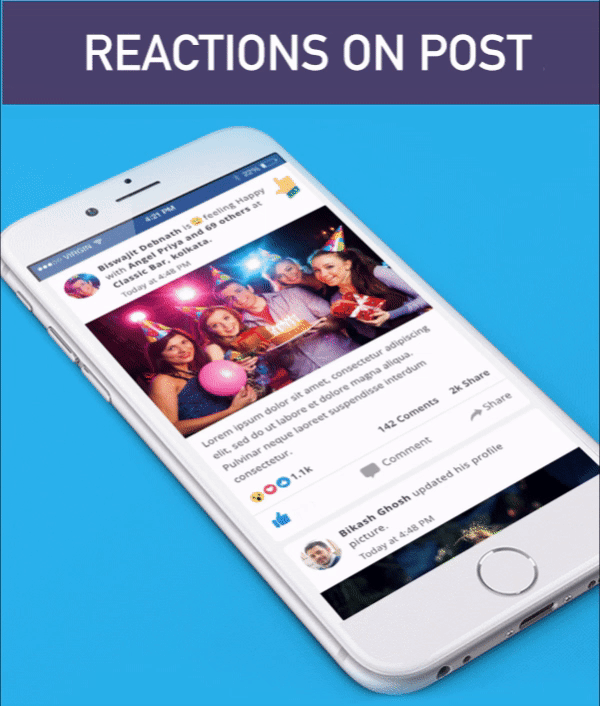 REACTIONS ON POST
VIRGIN
4:21 PM
22%
Biswajit Debnath is feeling Happy
with Angel Priya and 69 others at
Classic Bar, kolkata.
Today at 4:48 PM
Lorem ipsum dolor sit amet, consectetur adipiscing
elit, sed do ut labore et dolore magna aliqua.
Pulvinar neque laoreet suspendisse interdum
consectetur.
1.1k
142 Coments
2k Share
Comment
Share
Bikash Ghosh updated his profile
picture.
Today at 4:48 PM